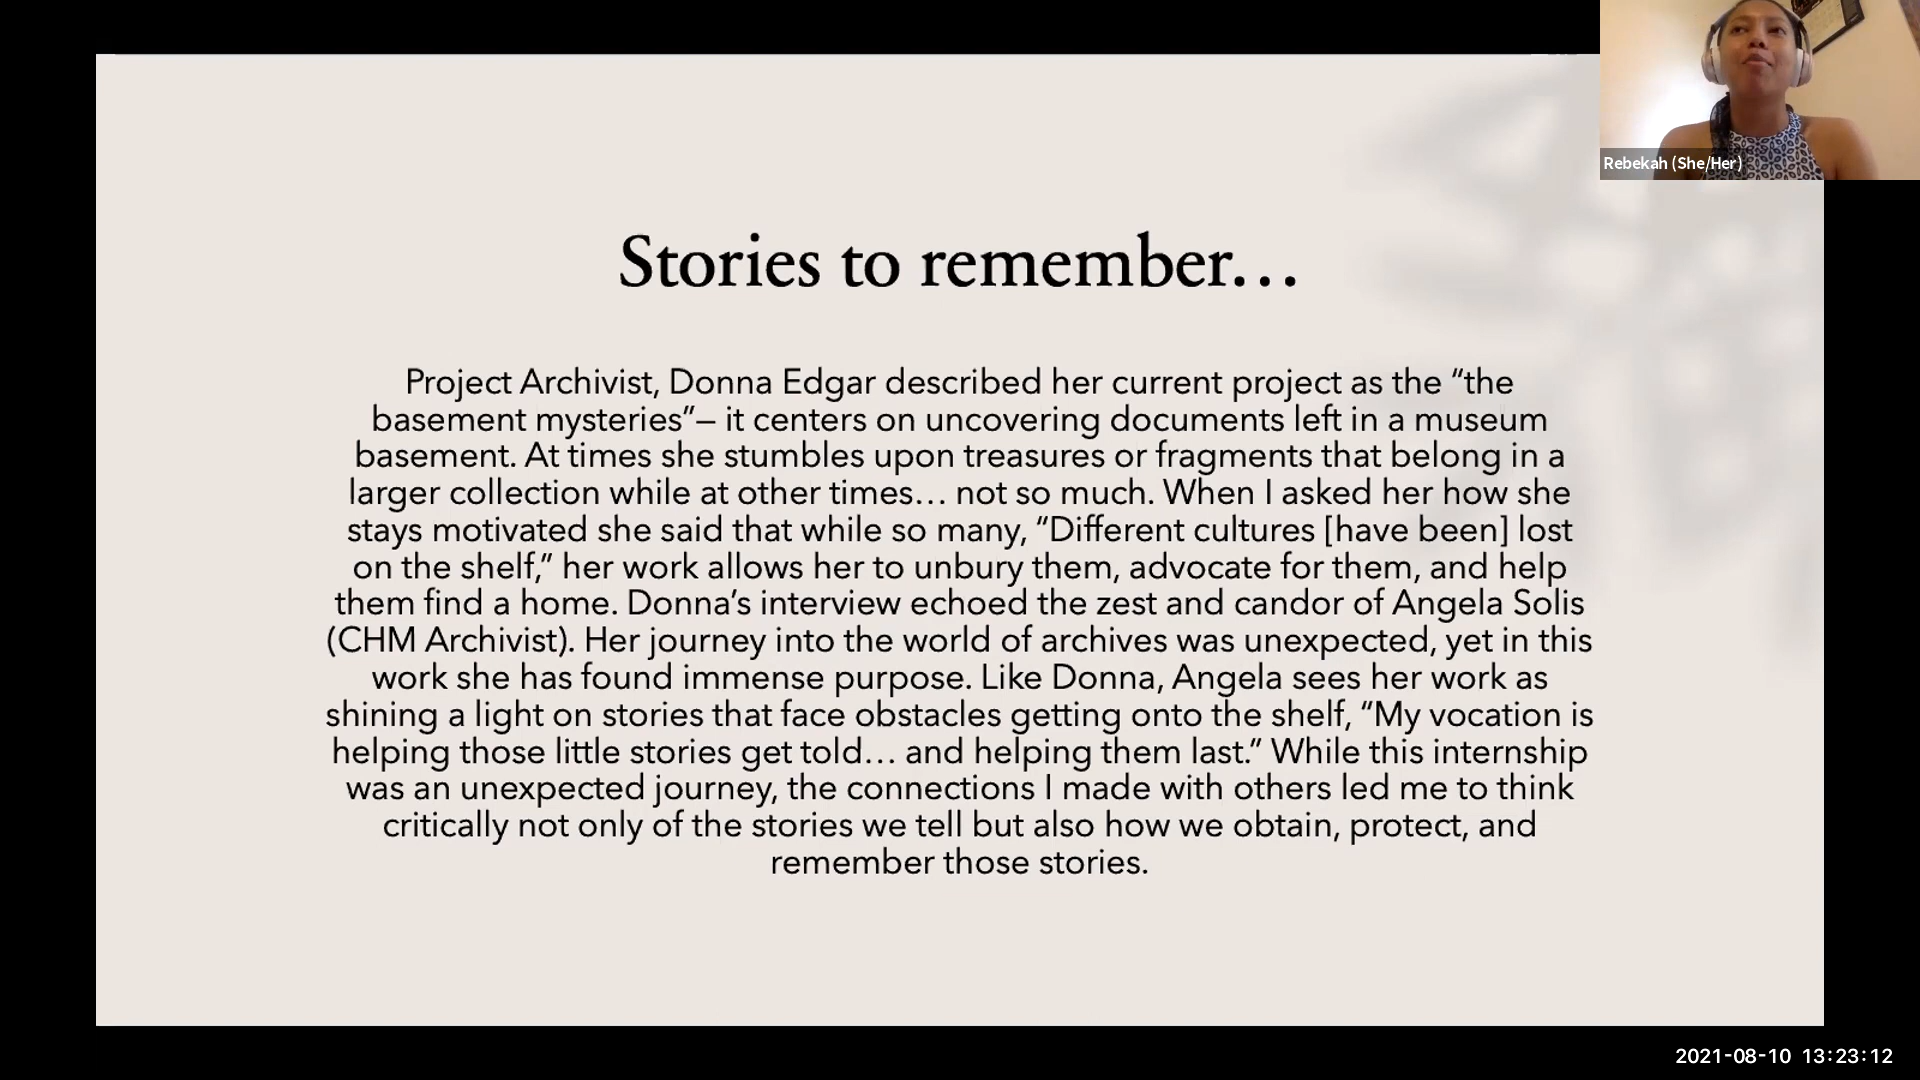 Rebekah (She/Her)
Stories to remember…
Project Archivist, Donna Edgar described her current project as the “the
basement mysteries”– it centers on uncovering documents left in a museum
basement. At times she stumbles upon treasures or fragments that belong in a
larger collection while at other times… not so much. When I asked her how she
stays motivated she said that while so many, “Different cultures [have been] lost
on the shelf,” her work allows her to unbury them, advocate for them, and help
them find a home. Donna’s interview echoed the zest and candor of Angela Solis
(CHM Archivist). Her journey into the world of archives was unexpected, yet in this
work she has found immense purpose. Like Donna, Angela sees her work as
shining a light on stories that face obstacles getting onto the shelf, “My vocation is
helping those little stories get told… and helping them last.” While this internship
was an unexpected journey, the connections I made with others led me to think
critically not only of the stories we tell but also how we obtain, protect, and
remember those stories.
2021-08-10 13:23:12